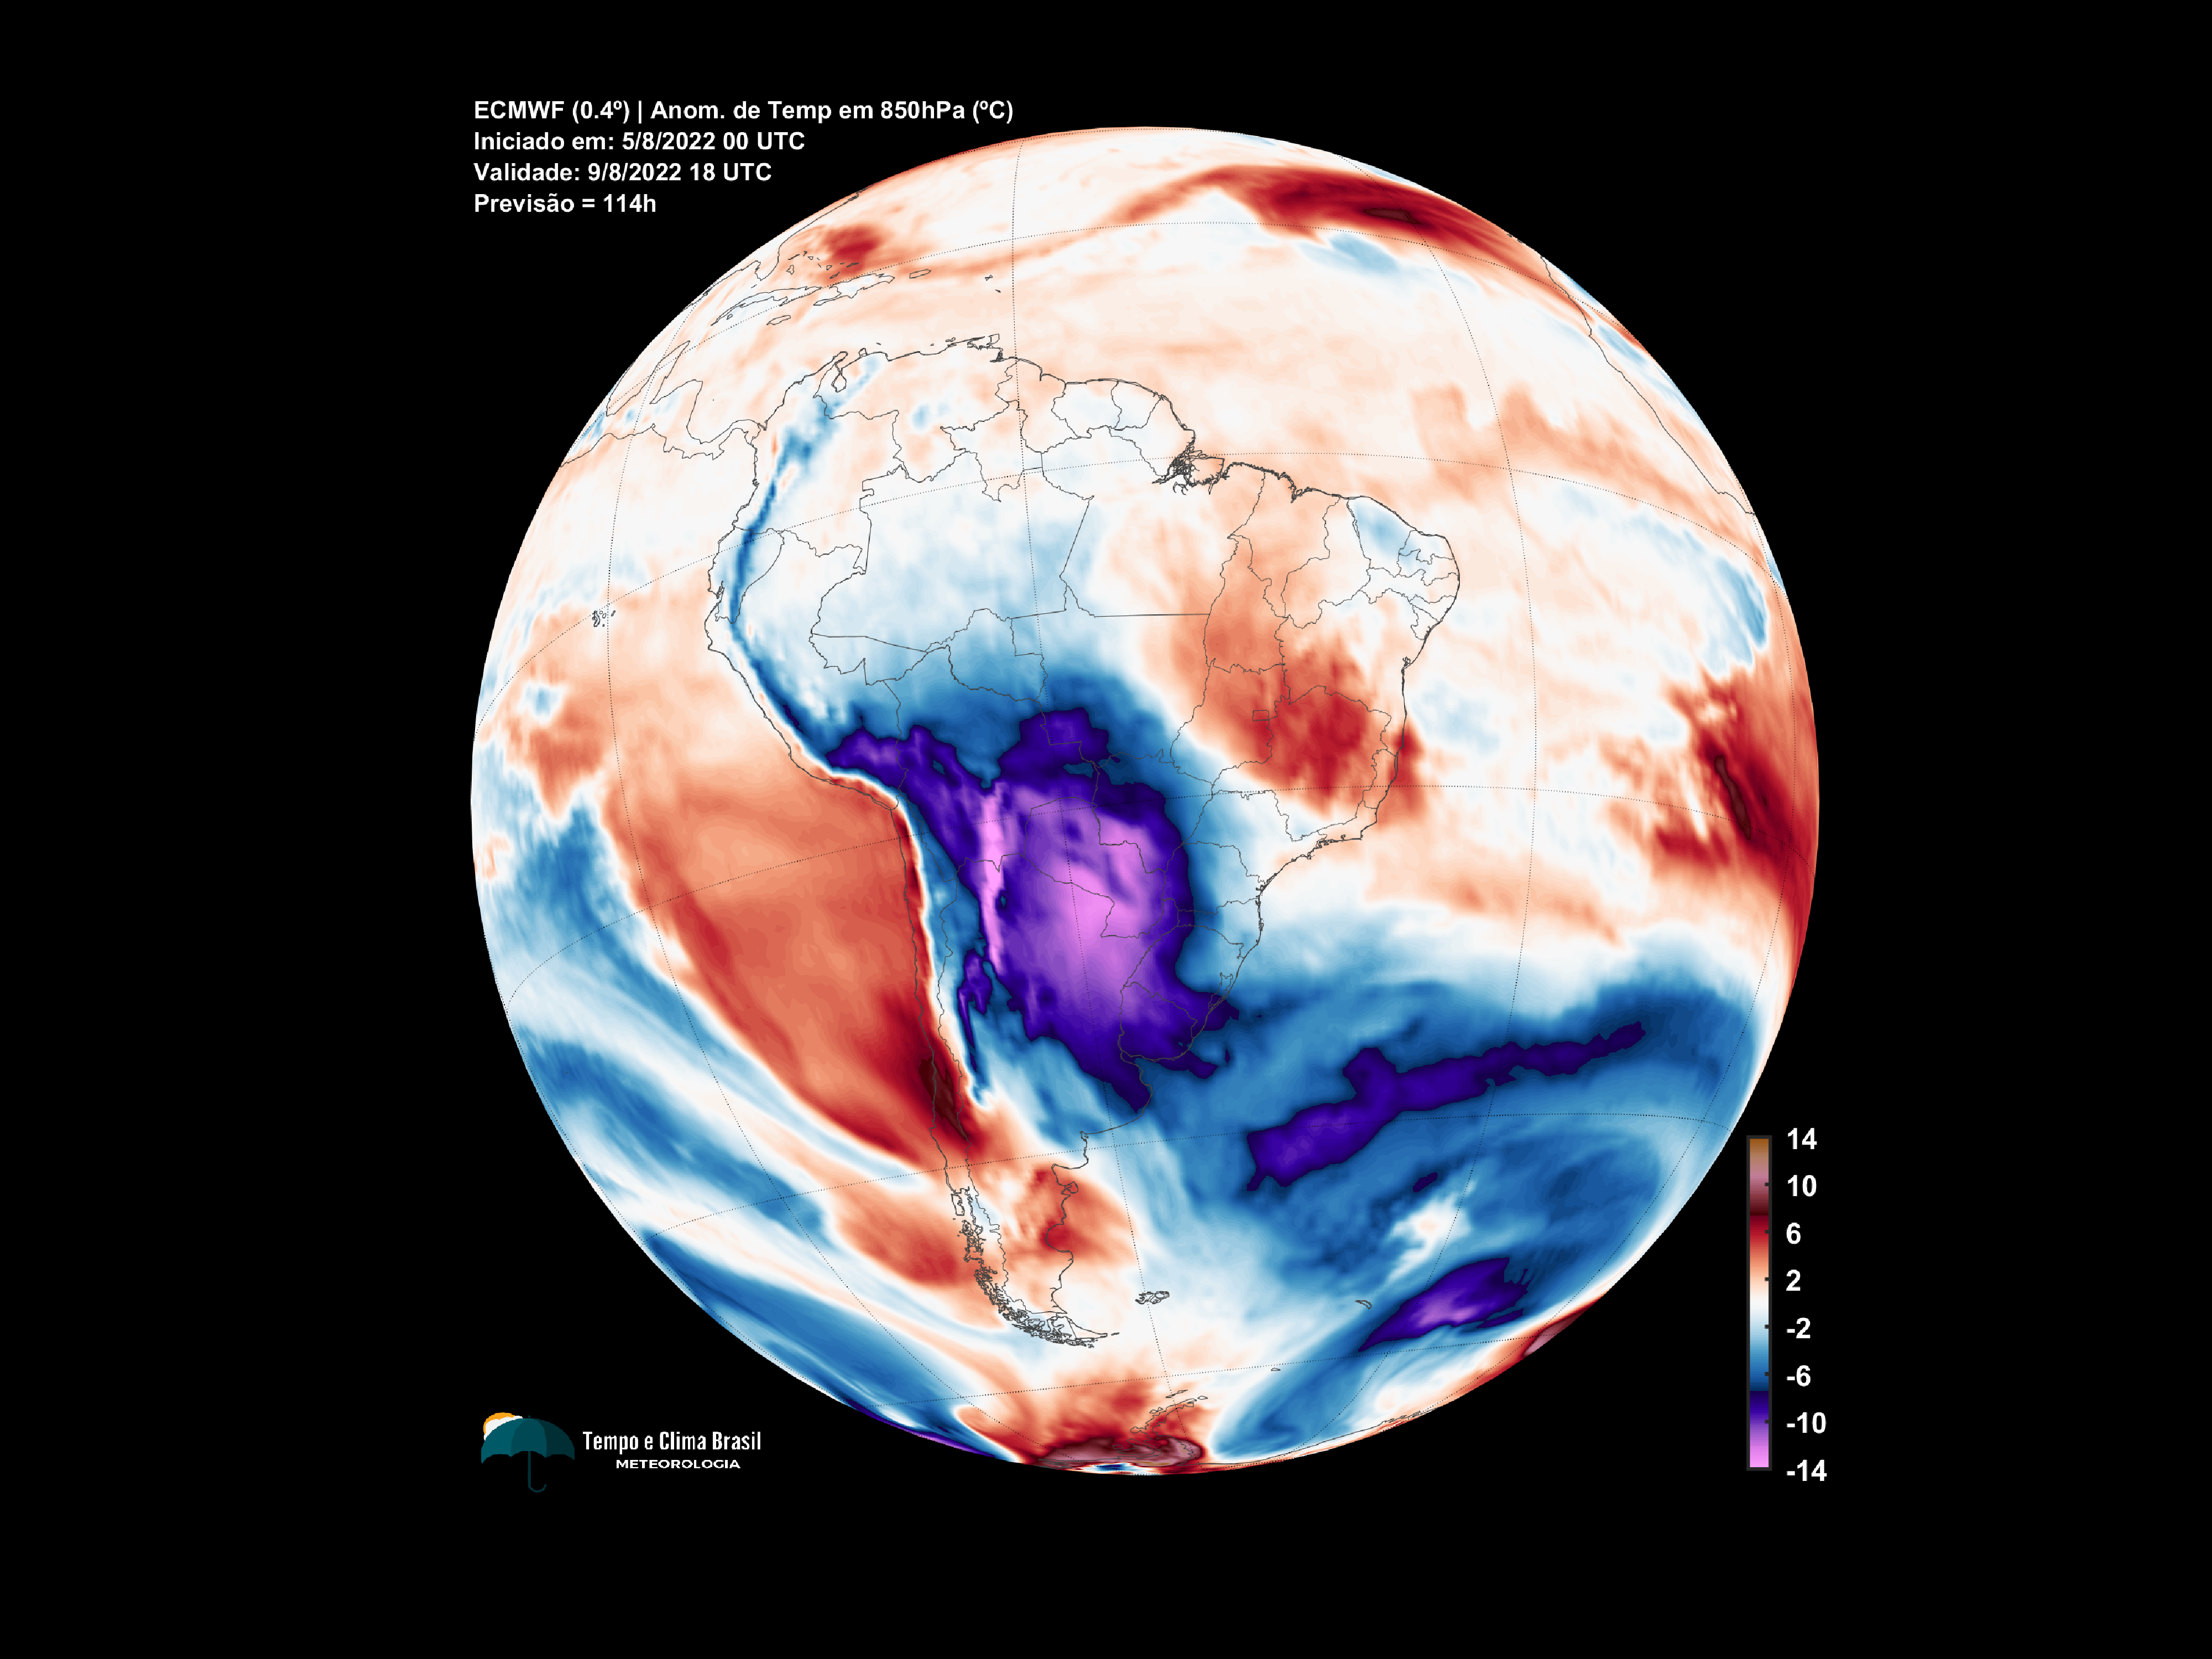 ECMWF (0.4º) | Anom. de Temp em 850hPa (ºC)
Iniciado em: 5/8/2022 00 UTC
Validade: 9/8/2022 18 UTC
Previsão = 114h
14
10
6
2
-2
-6
-10
-14
Tempo e Clima Brasil
METEOROLOGIA